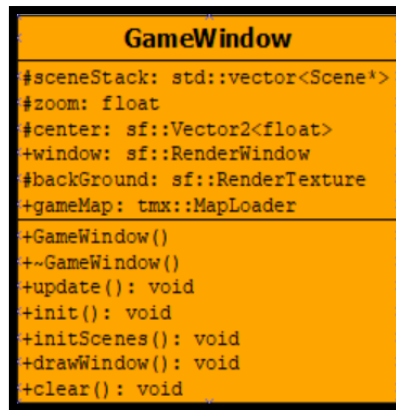 GameWindow
#sceneStack: std::vector<Scene*>
#zoom: float
#center: sf::Vector2<float>
+window: sf::RenderWindow
#backGround: sf::RenderTexture
+gameMap: tmx::MapLoader
+GameWindow()
+~GameWindow()
+update(): void
+init(): void
+initScenes(): void
+drawWindow(): void
+clear(): void